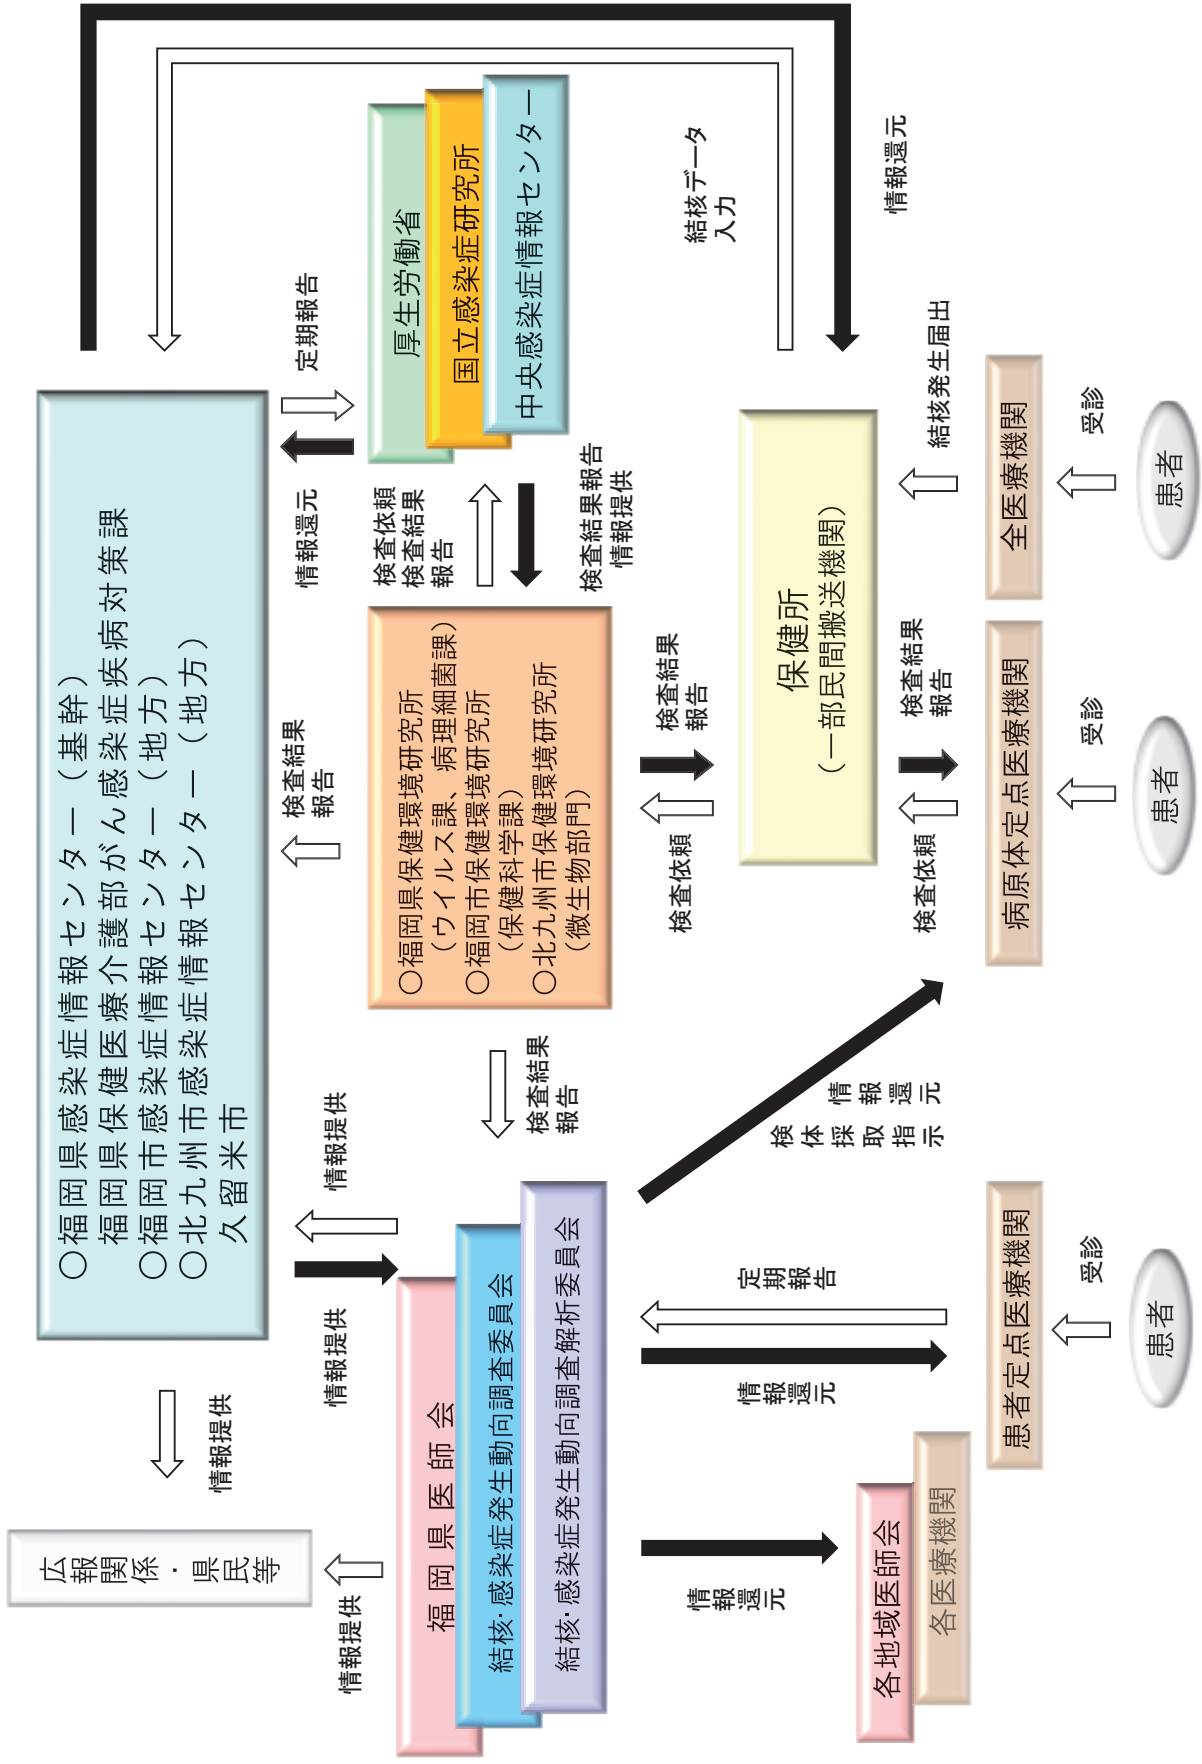 広報関係・県民等
情報提供
情報提供
○福岡県感染症情報センター（基幹）
福岡県保健医療介護部がん感染症疾病対策課
○福岡市感染症情報センター（地方）
○北九州市感染症情報センター（地方）
久留米市
情報提供
情報提供
検査結果
報告
情報還元
定期報告
厚生労働省
国立感染症研究所
中央感染症情報センター
検査依頼
検査結果
報告
検査結果報告
情報提供
○福岡県保健環境研究所
（ウイルス課、病理細菌課）
○福岡市保健環境研究所
（保健科学課）
○北九州市保健環境研究所
（微生物部門）
検査結果
報告
福岡県医師会
結核・感染症発生動向調査委員会
結核・感染症発生動向調査解析委員会
検査依頼
検査結果
報告
結核データ
入力
情報還元
保健所
（一部民間搬送機関）
情報還元
情報還元
定期報告
情報還元
検体採取指示
検査依頼
検査結果
報告
結核発生届出
各地域医師会
各医療機関
患者定点医療機関
病原体定点医療機関
全医療機関
受診
受診
受診
患者
患者
患者